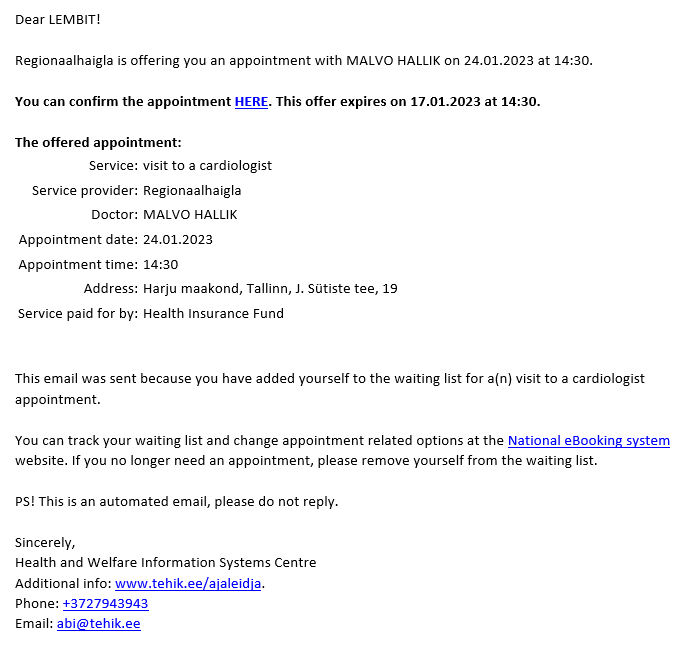 Dear LEMBIT!
Regionaalhaigla is offering you an appointment with MALVO HALLIK on 24.01.2023 at 14:30.
You can confirm the appointment HERE. This offer expires on 17.01.2023 at 14:30.
The offered appointment:
Service: visit to a cardiologist
Service provider: Regionaalhaigla
Doctor: MALVO HALLIK
Appointment date: 24.01.2023
Appointment time: 14:30
Address: Harju maakond, Tallinn, J. Sütiste tee, 19
Service paid for by: Health Insurance Fund
This email was sent because you have added yourself to the waiting list for a(n) visit to a cardiologist
appointment.
You can track your waiting list and change appointment related options at the National eBooking system
website. If you no longer need an appointment, please remove yourself from the waiting list.
PS! This is an automated email, please do not reply.
Sincerely,
Health and Welfare Information Systems Centre
Additional info: www.tehik.ee/ajaleidja.
Phone: +3727943943
Email: abi@tehik.ee